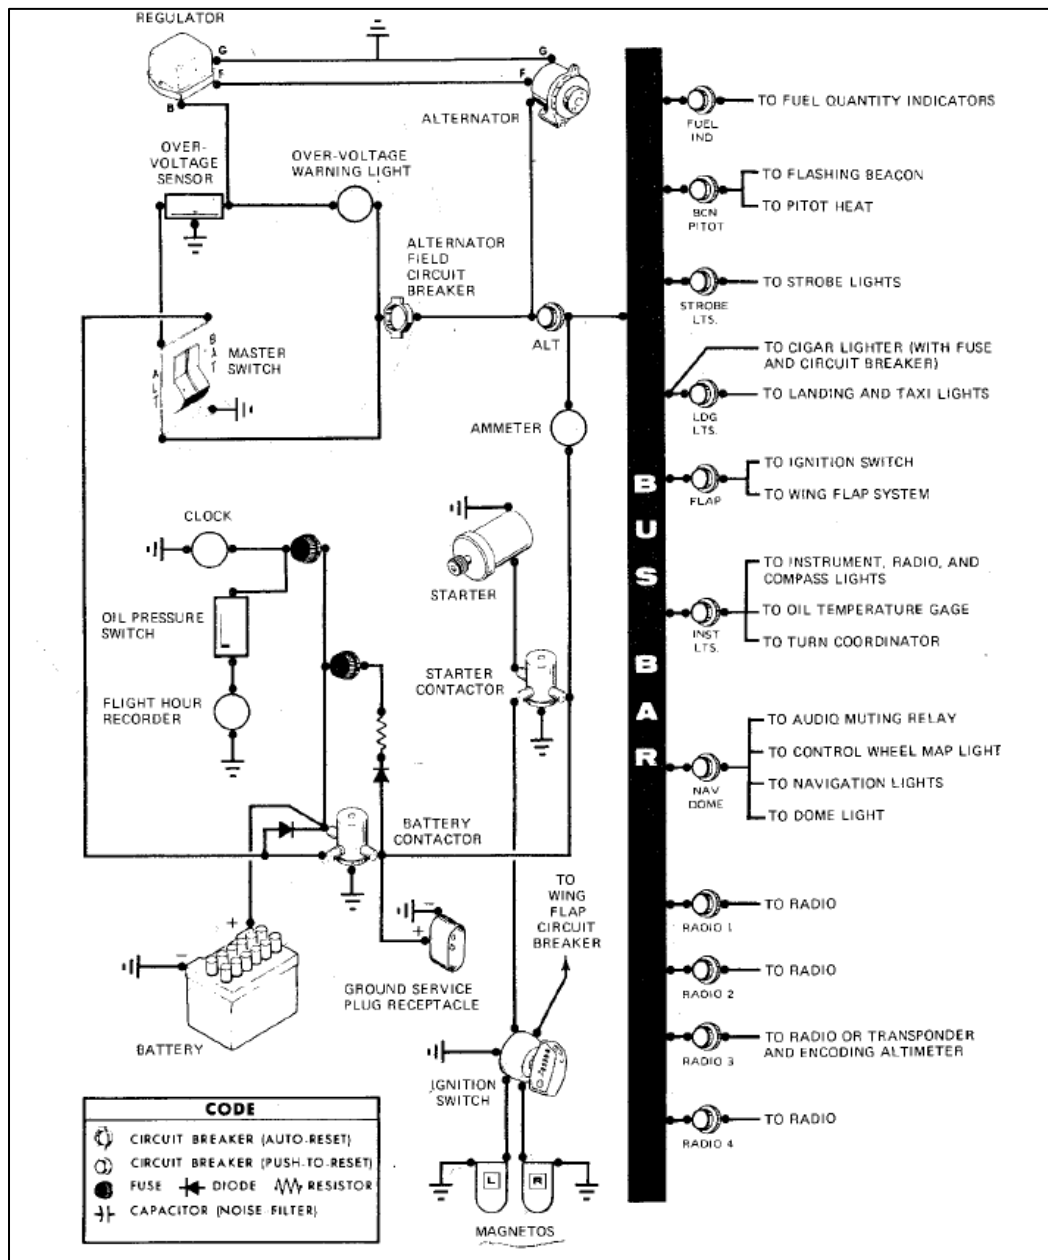 REGULATOR
G
F
B
G
F
ALTERNATOR
OVER-
VOLTAGE
SENSOR
OVER-VOLTAGE
WARNING LIGHT
ALTERNATOR
FIELD
CIRCUIT
BREAKER
ALT
BAT
ALT
MASTER
SWITCH
AMMETER
CLOCK
OIL PRESSURE
SWITCH
FLIGHT HOUR
RECORDER
STARTER
STARTER
CONTACTOR
BATTERY
CONTACTOR
+
−
BATTERY
−
+
GROUND SERVICE
PLUG RECEPTACLE
TO
WING
FLAP
CIRCUIT
BREAKER
IGNITION
SWITCH
L
R
MAGNETOS
BUS BAR
FUEL
IND
TO FUEL QUANTITY INDICATORS
BCN
PITOT
TO FLASHING BEACON
TO PITOT HEAT
STROBE
LTS.
TO STROBE LIGHTS
TO CIGAR LIGHTER (WITH FUSE
AND CIRCUIT BREAKER)
LDG
LTS.
TO LANDING AND TAXI LIGHTS
FLAP
TO IGNITION SWITCH
TO WING FLAP SYSTEM
INST
LTS.
TO INSTRUMENT, RADIO, AND
COMPASS LIGHTS
TO OIL TEMPERATURE GAGE
TO TURN COORDINATOR
NAV
DOME
TO AUDIO MUTING RELAY
TO CONTROL WHEEL MAP LIGHT
TO NAVIGATION LIGHTS
TO DOME LIGHT
RADIO 1
TO RADIO
RADIO 2
TO RADIO
RADIO 3
TO RADIO OR TRANSPONDER
AND ENCODING ALTIMETER
RADIO 4
TO RADIO
CODE
CIRCUIT BREAKER (AUTO-RESET)
CIRCUIT BREAKER (PUSH-TO-RESET)
FUSE DIODE RESISTOR
CAPACITOR (NOISE FILTER)